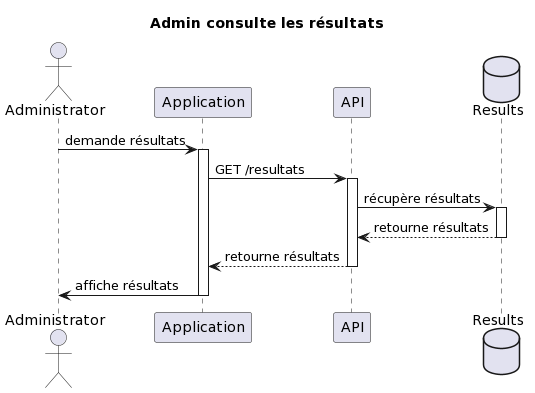 Admin consulte les résultats
Administrator
Application
API
Results
demande résultats
GET /resultats
récupère résultats
retourne résultats
retourne résultats
affiche résultats
Administrator
Application
API
Results